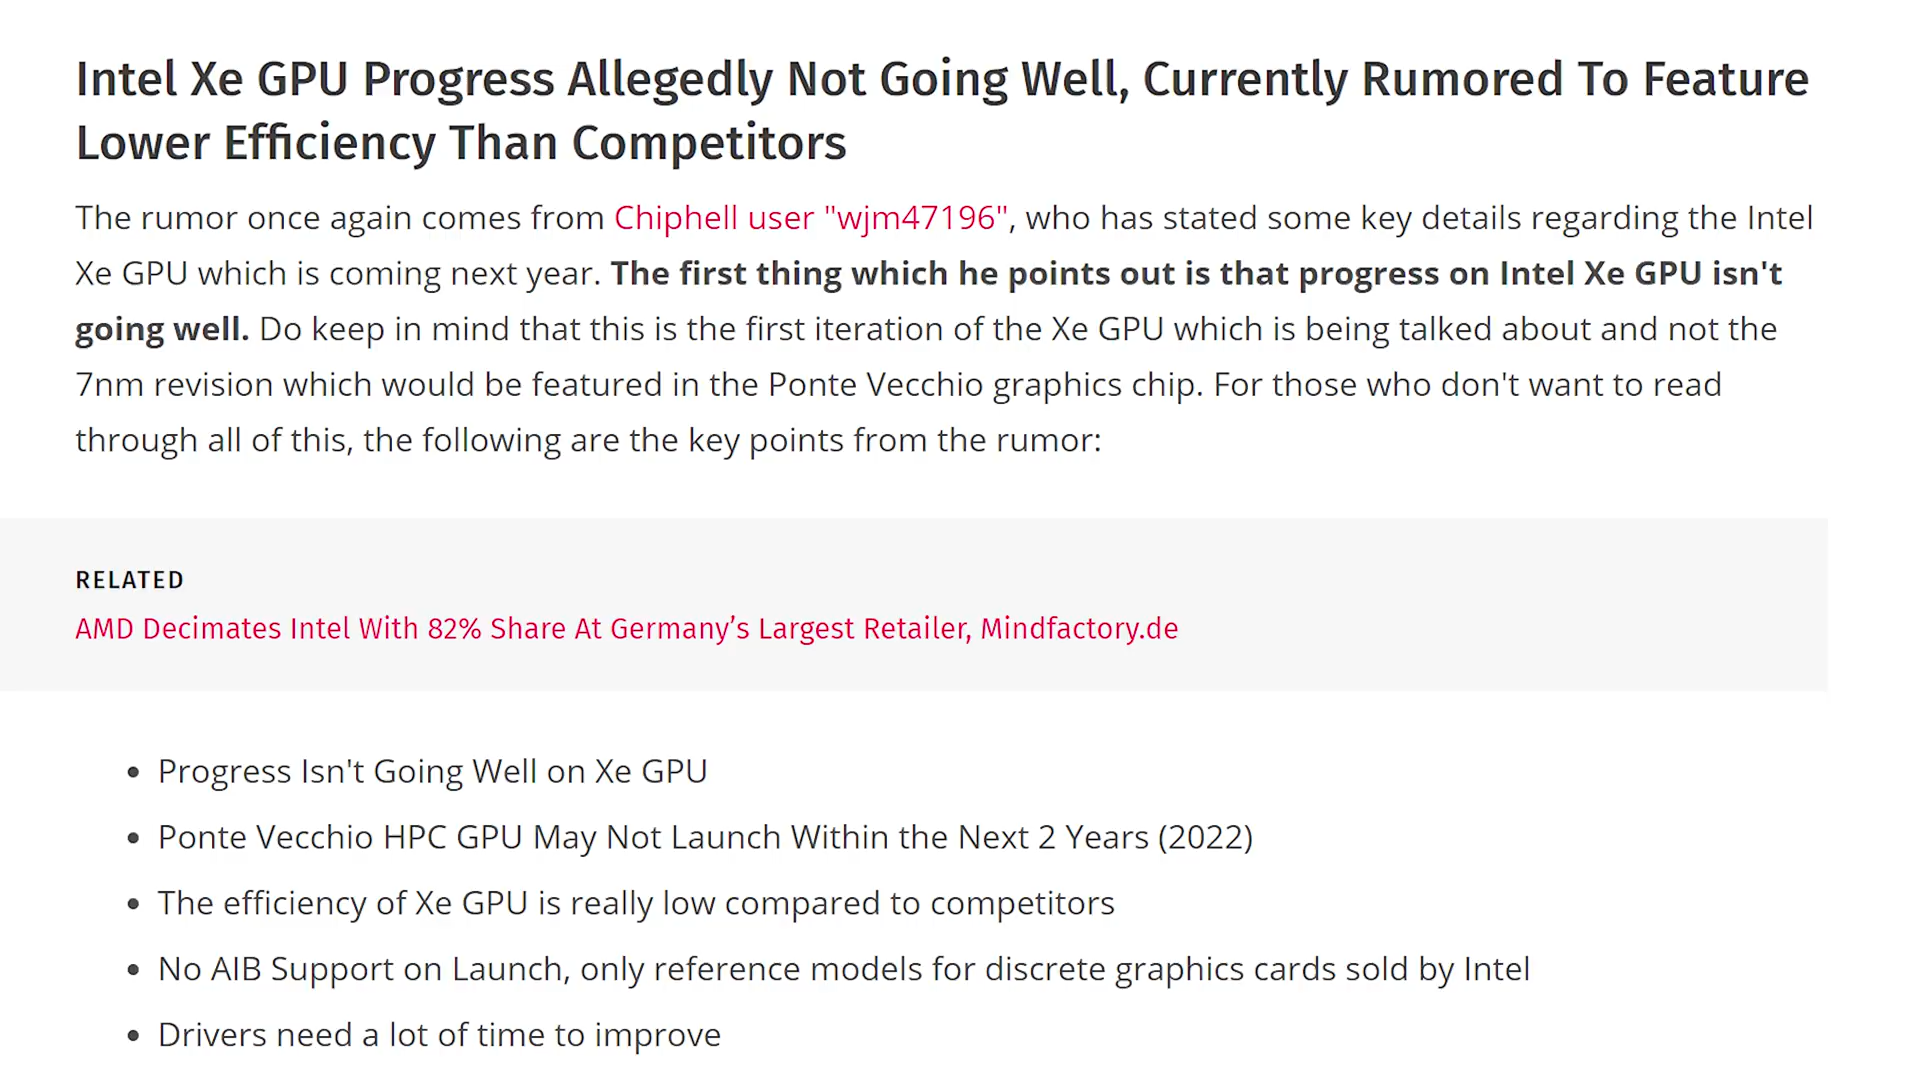 Intel Xe GPU Progress Allegedly Not Going Well, Currently Rumored To Feature
Lower Efficiency Than Competitors
The rumor once again comes from Chiphell user "wjm47196", who has stated some key details regarding the Intel
Xe GPU which is coming next year. The first thing which he points out is that progress on Intel Xe GPU isn't
going well. Do keep in mind that this is the first iteration of the Xe GPU which is being talked about and not the
7nm revision which would be featured in the Ponte Vecchio graphics chip. For those who don't want to read
through all of this, the following are the key points from the rumor:
RELATED
AMD Decimates Intel With 82% Share At Germany’s Largest Retailer, Mindfactory.de
• Progress Isn't Going Well on Xe GPU
• Ponte Vecchio HPC GPU May Not Launch Within the Next 2 Years (2022)
• The efficiency of Xe GPU is really low compared to competitors
• No AIB Support on Launch, only reference models for discrete graphics cards sold by Intel
• Drivers need a lot of time to improve